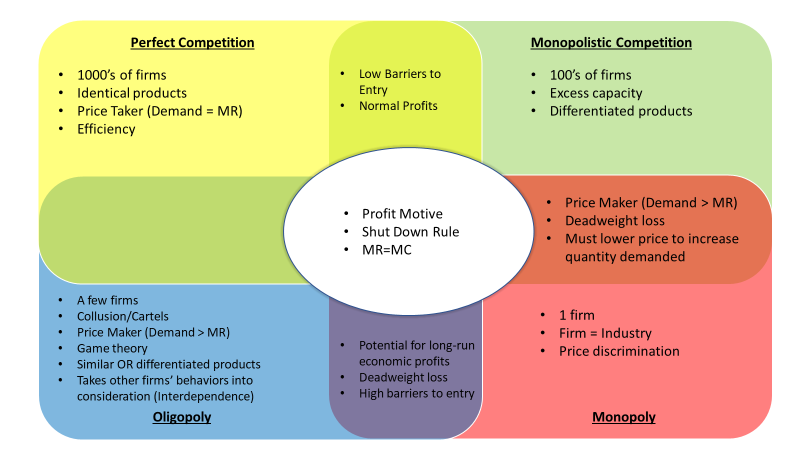 Perfect Competition
• 1000's of firms
• Identical products
• Price Taker (Demand = MR)
• Efficiency
• Low Barriers to
Entry
• Normal Profits
Monopolistic Competition
• 100's of firms
• Excess capacity
• Differentiated products
• Profit Motive
• Shut Down Rule
• MR=MC
• Price Maker (Demand > MR)
• Deadweight loss
• Must lower price to increase
quantity demanded
• A few firms
• Collusion/Cartels
• Price Maker (Demand > MR)
• Game theory
• Similar OR differentiated products
• Takes other firms' behaviors into
consideration (Interdependence)
Oligopoly
• Potential for long-run
economic profits
• Deadweight loss
• High barriers to entry
• 1 firm
• Firm = Industry
• Price discrimination
Monopoly